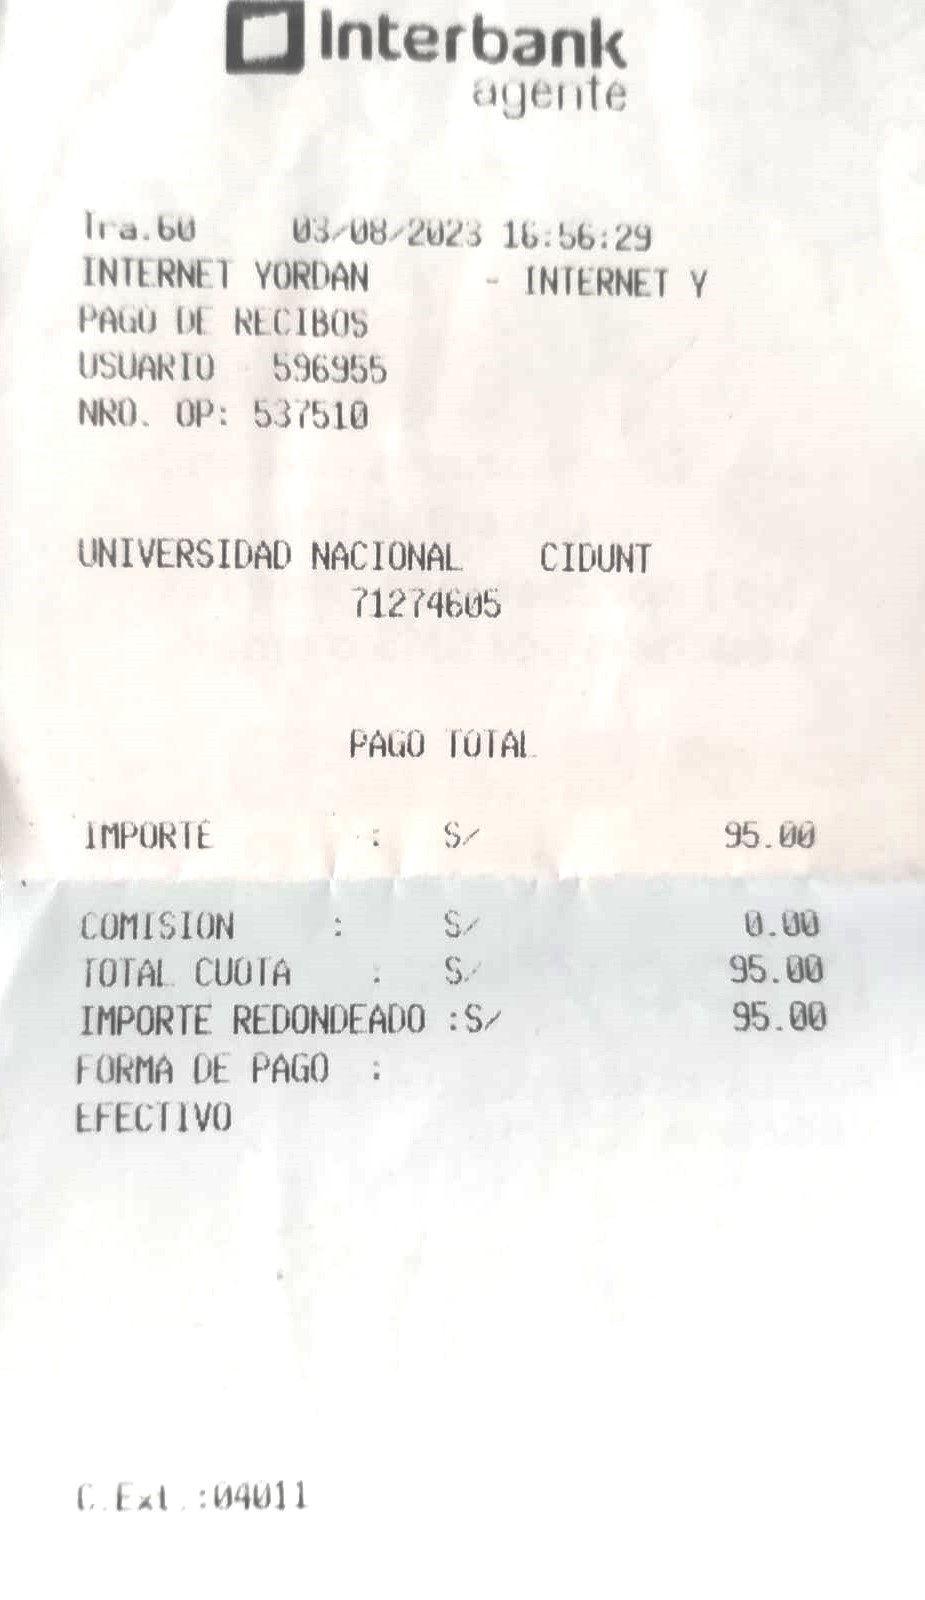 Interbank
agente
Tra.60 03/08/2023 16:56:29
INTERNET YORDAN - INTERNET Y
PAGO DE RECIBOS
USUARIO 596955
NRO. OP: 537510
UNIVERSIDAD NACIONAL CIDUNT
71274605
PAGO TOTAL
IMPORTE : S/ 95.00
COMISION : S/ 0.00
TOTAL CUOTA : S/ 95.00
IMPORTE REDONDEADO :S/ 95.00
FORMA DE PAGO :
EFECTIVO
C.Ext.:04011